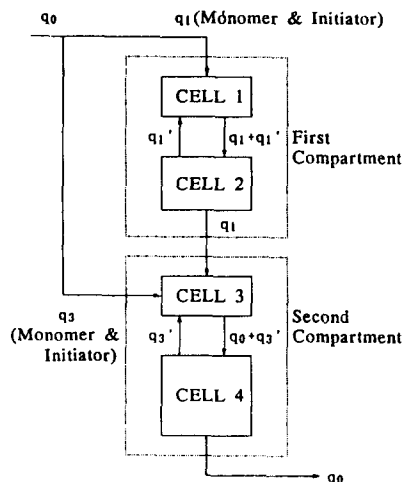 q₀
q₁(Monomer & Initiator)
CELL 1
q₁'
q₁+q₁'
First
Compartment
CELL 2
q₁
q₃
(Monomer &
Initiator)
CELL 3
q₃'
q₀+q₃'
Second
Compartment
CELL 4
q₀